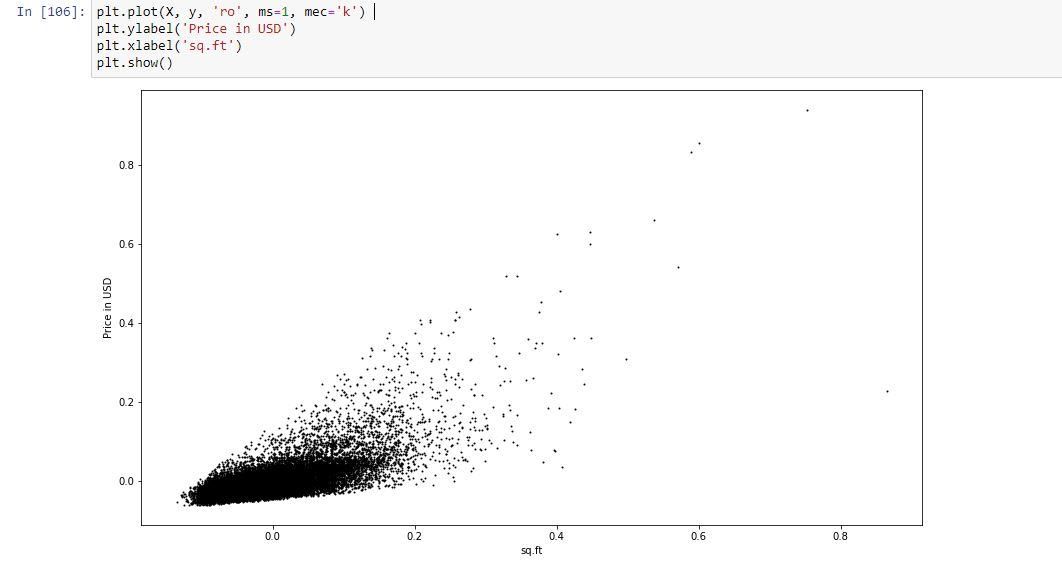 In [106]: plt.plot(X, y, 'ro', ms=1, mec='k')
plt.ylabel('Price in USD')
plt.xlabel('sq.ft')
plt.show()
0.8
0.6
0.4
0.2
0.0
Price in USD
0.0 0.2 0.4 0.6 0.8
sq.ft